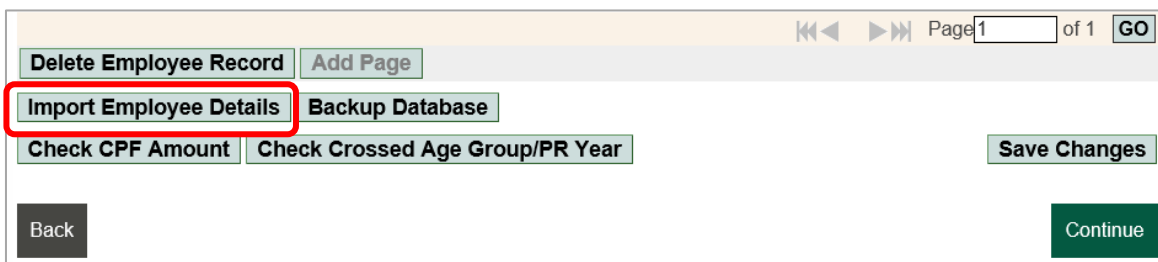 Page 1 of 1 GO
Delete Employee Record Add Page
Import Employee Details Backup Database
Check CPF Amount Check Crossed Age Group/PR Year Save Changes
Back Continue